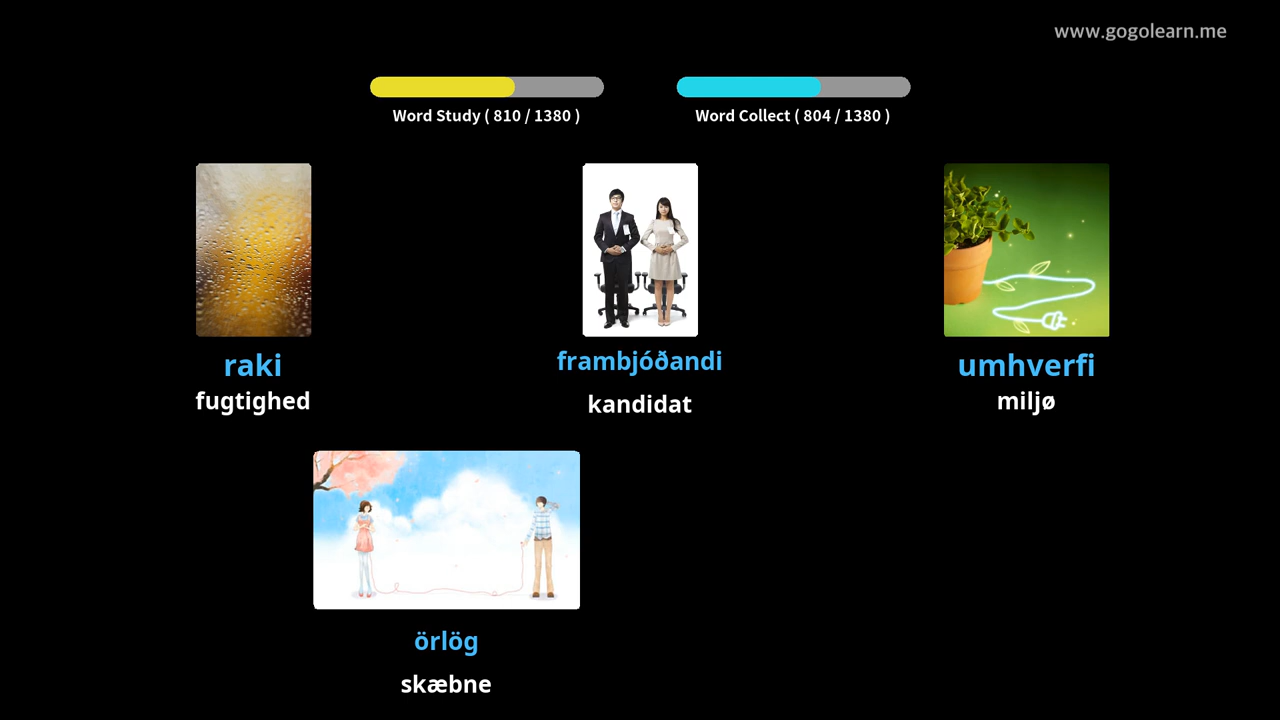 www.gogolearn.me
Word Study ( 810 / 1380 )
Word Collect ( 804 / 1380 )
raki
frambjóðandi
umhverfi
fugtighed
kandidat
miljø
örlög
skæbne